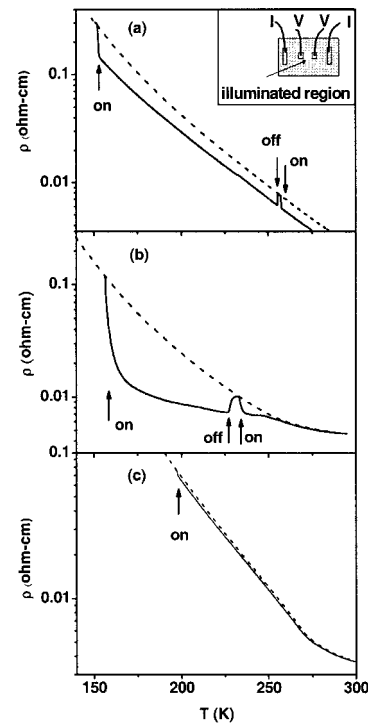 (a)
I V V I
illuminated region
0.1
on
off
on
0.01
ρ (ohm-cm)
(b)
0.1
0.01
on
off
on
ρ (ohm-cm)
0.1
(c)
on
0.01
ρ (ohm-cm)
150 200 250 300
T (K)